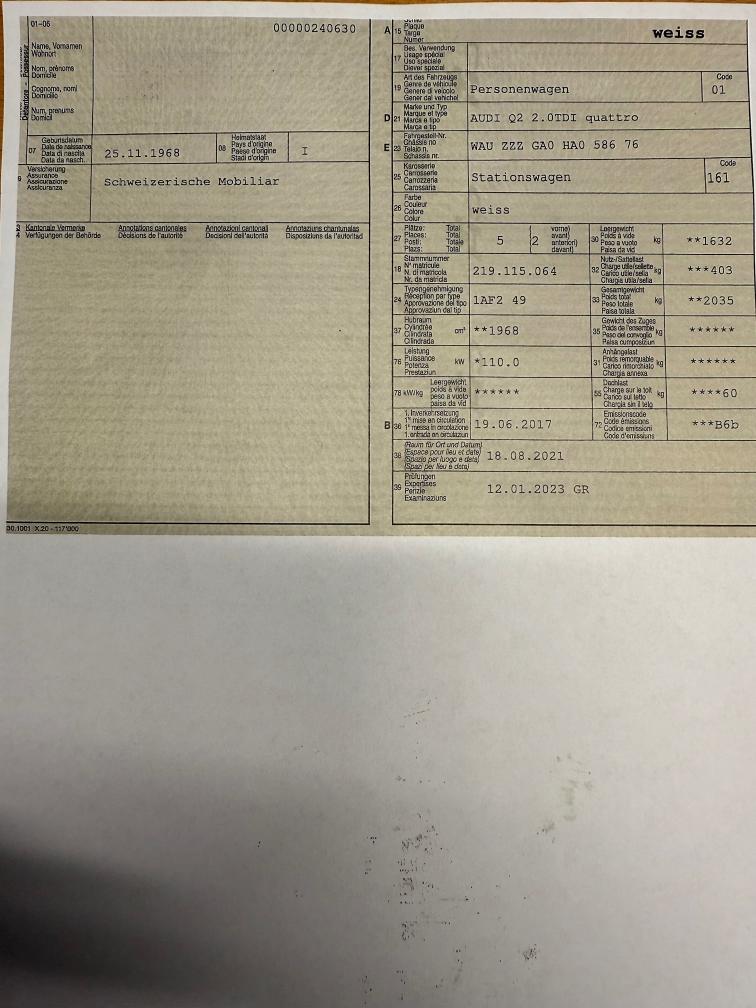 01-06
00000240630
Detentore - Possessur
Name, Vornamen
Wohnort
Nom, prénoms
Domicile
Cognome, nomi
Domicilio
Num, prenums
Domicil
07 Geburtsdatum
Date de naissance
Data di nascita
Data da nasch.
25.11.1968
08 Heimatstaat
Pays d'origine
Paese d'origine
Stadi d'origin
I
9 Versicherung
Assurance
Assicurazione
Assicuranza
Schweizerische Mobiliar
Kantonale Vermerke
Annotations cantonales
Annotazioni cantonali
Annotaziuns chantunalas
4 Verfügungen der Behörde
Décisions de l'autorité
Decisioni dell'autorità
Disposiziuns da l'autoritad
A 15 Schild
Plaque
Targa
Numer
weiss
17 Bes. Verwendung
Usage spécial
Uso speciale
Diever spezial
19 Art des Fahrzeugs
Genre de véhicule
Genere di veicolo
Gener dal vehichel
Personenwagen
Code
01
D 21 Marke und Typ
Marque et type
Marca e tipo
Marca e tip
AUDI Q2 2.0TDI quattro
E 23 Fahrgestell-Nr.
Châssis no
Telaio n.
Schassis nr.
WAU ZZZ GA0 HA0 586 76
25 Karosserie
Carrosserie
Carrozzeria
Carossaria
Stationswagen
Code
161
26 Farbe
Couleur
Colore
Colur
weiss
27 Plätze: Total
Places: Total
Posti: Totale
Plazs: Total
5
2
vorne)
avant)
anteriori)
davant)
30 Leergewicht
Poids à vide
Peso a vuoto
Paisa da vid
kg
**1632
18 Stammnummer
N° matricule
N. di matricola
Nr. da matricla
219.115.064
32 Nutz-/Sattellast
Charge utile/sellette
Carico utile/sella
Chargia utila/sella
kg
***403
24 Typengenehmigung
Réception par type
Approvazione del tipo
Approvaziun dal tip
1AF2 49
33 Gesamtgewicht
Poids total
Peso totale
Paisa totala
kg
**2035
37 Hubraum
Cylindrée
Cilindrata
Cilindrada
cm³
**1968
35 Gewicht des Zuges
Poids de l'ensemble
Peso del convoglio
Paisa cumposiziun
kg
******
76 Leistung
Puissance
Potenza
Prestaziun
kW
*110.0
31 Anhängelast
Poids remorquable
Carico rimorchiato
Chargia annexa
kg
******
78 kW/kg
Leergewicht
poids à vide
peso a vuoto
paisa da vid
******
55 Dachlast
Charge sur le toit
Carico sul tetto
Chargia sin il tetg
kg
****60
B 36 1. Inverkehrsetzung
1re mise en circulation
1a messa in circolazione
1. entrada en circulaziun
19.06.2017
72 Emissionscode
Code émissions
Codice emissioni
Code d'emissiuns
***B6b
38 (Raum für Ort und Datum)
(Espace pour lieu et date)
(Spazio per luogo e data)
(Spazi per lieu e data)
18.08.2021
39 Prüfungen
Expertises
Perizie
Examinaziuns
12.01.2023 GR
00.1001 X.20 - 117'000